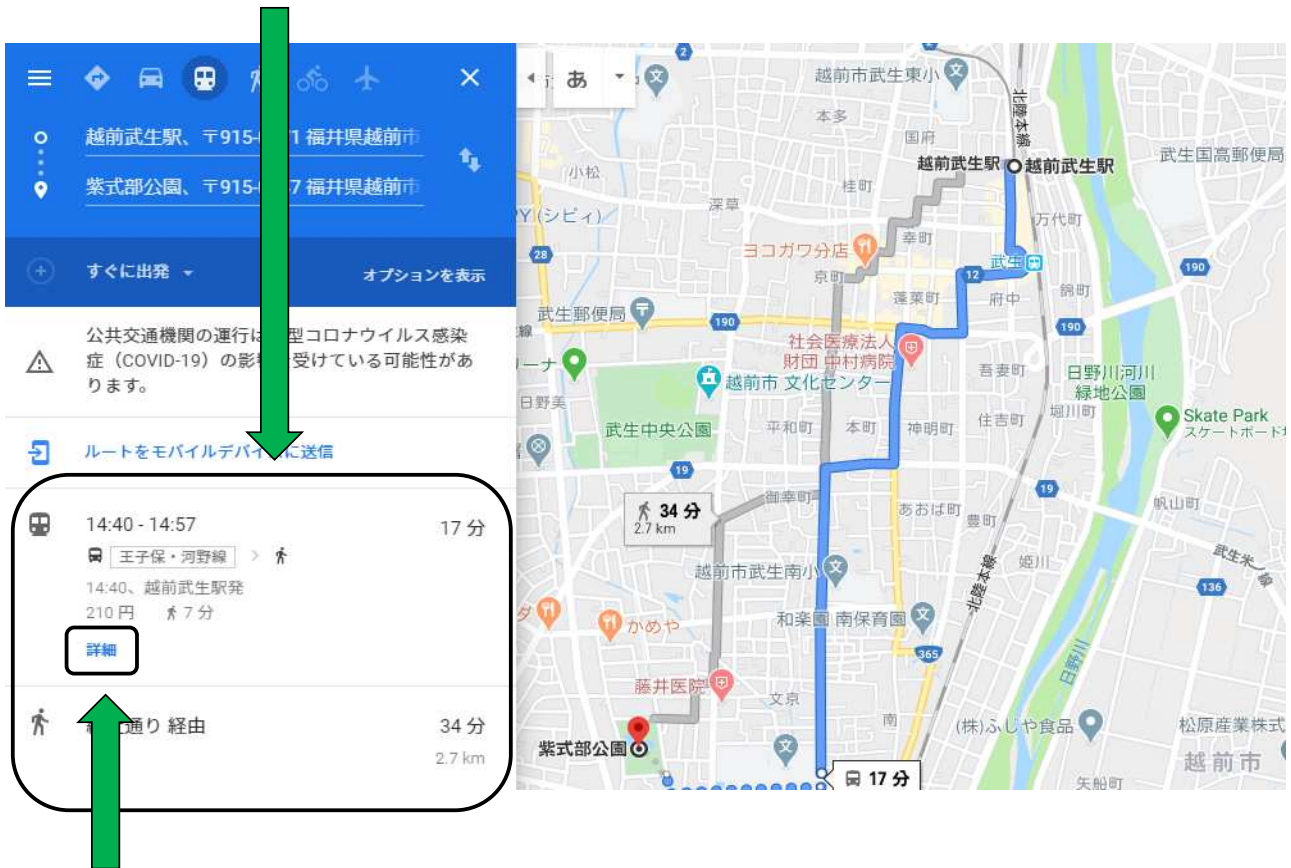 越前武生駅、〒915- 1 福井県越前市
紫式部公園、〒915- 7 福井県越前市
すぐに出発
オプションを表示
公共交通機関の運行は 型コロナウイルス感染
症（COVID-19）の影 受けている可能性があ
ります。
ルートをモバイルデバイ に送信
14:40 - 14:57
17 分
王子保・河野線
14:40、越前武生駅発
210 円 7 分
詳細
通り 経由
34 分
2.7 km
あ
2
越前市武生東小
北陸本線
本多
国府
小松
越前武生駅
越前武生駅
武生国高郵便局
桂町
深草
(シビィ)
万代町
28
ヨコガワ分店
幸町
京町
武生
12
190
蓬莱町
府中
錦町
武生郵便局
190
190
社会医療法人
財団 中村病院
吾妻町
日野川河川
緑地公園
越前市 文化センター
日野美
平和町
本町
神明町
住吉町
堀川町
Skate Park
スケートボード
武生中央公園
19
19
34 分
2.7 km
御幸町
あおば町
豊町
帆山町
越前市武生南小
姫川
武生米ノ線
136
北陸本線
かめや
和楽園 南保育園
365
日野川
藤井医院
文京
南
(株)ふじや食品
松原産業株式
紫式部公園
越前市
17 分
矢船町